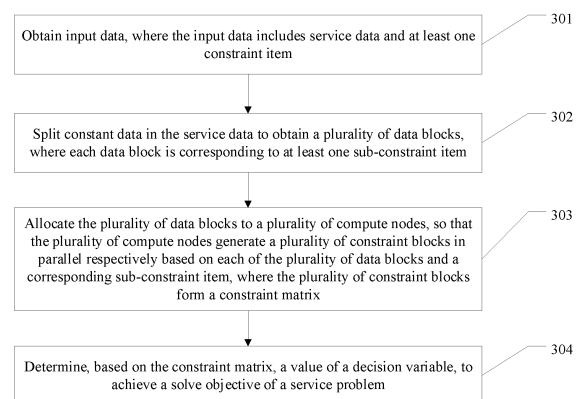 301
Obtain input data, where the input data includes service data and at least one
constraint item
302
Split constant data in the service data to obtain a plurality of data blocks,
where each data block is corresponding to at least one sub-constraint item
303
Allocate the plurality of data blocks to a plurality of compute nodes, so that
the plurality of compute nodes generate a plurality of constraint blocks in
parallel respectively based on each of the plurality of data blocks and a
corresponding sub-constraint item, where the plurality of constraint blocks
form a constraint matrix
304
Determine, based on the constraint matrix, a value of a decision variable, to
achieve a solve objective of a service problem